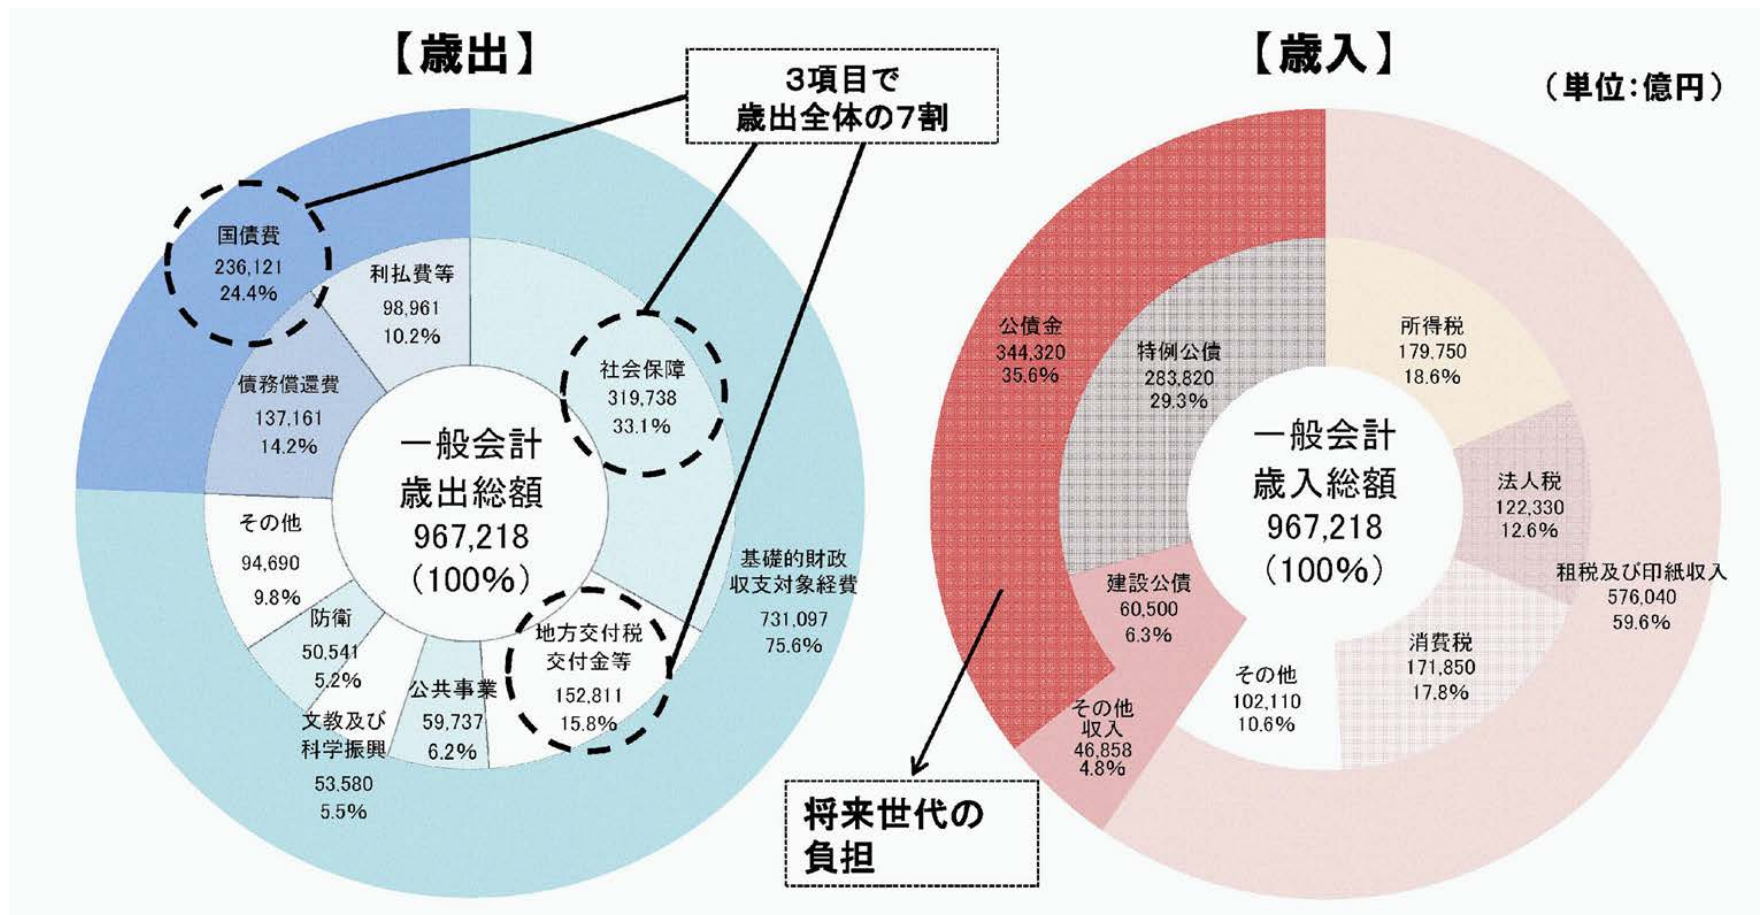 【歳出】
3項目で
歳出全体の7割
国債費
236,121
24.4%
利払費等
98,961
10.2%
債務償還費
137,161
14.2%
社会保障
319,738
33.1%
一般会計
歳出総額
967,218
(100%)
その他
94,690
9.8%
防衛
50,541
5.2%
文教及び
科学振興
53,580
5.5%
公共事業
59,737
6.2%
地方交付税
交付金等
152,811
15.8%
基礎的財政
収支対象経費
731,097
75.6%
【歳入】
（単位:億円）
公債金
344,320
35.6%
特例公債
283,820
29.3%
所得税
179,750
18.6%
法人税
122,330
12.6%
一般会計
歳入総額
967,218
(100%)
建設公債
60,500
6.3%
租税及び印紙収入
576,040
59.6%
消費税
171,850
17.8%
その他
102,110
10.6%
その他
収入
46,858
4.8%
将来世代の
負担